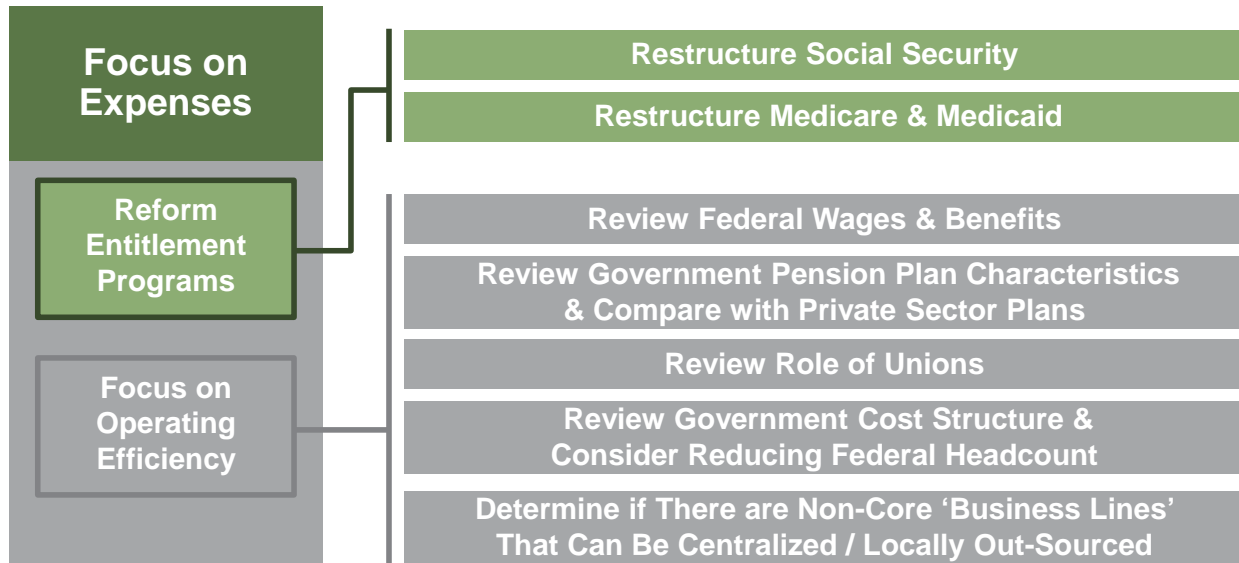 Focus on
Expenses
Restructure Social Security
Restructure Medicare & Medicaid
Reform
Entitlement
Programs
Review Federal Wages & Benefits
Review Government Pension Plan Characteristics
& Compare with Private Sector Plans
Review Role of Unions
Focus on
Operating
Efficiency
Review Government Cost Structure &
Consider Reducing Federal Headcount
Determine if There are Non-Core ‘Business Lines’
That Can Be Centralized / Locally Out-Sourced